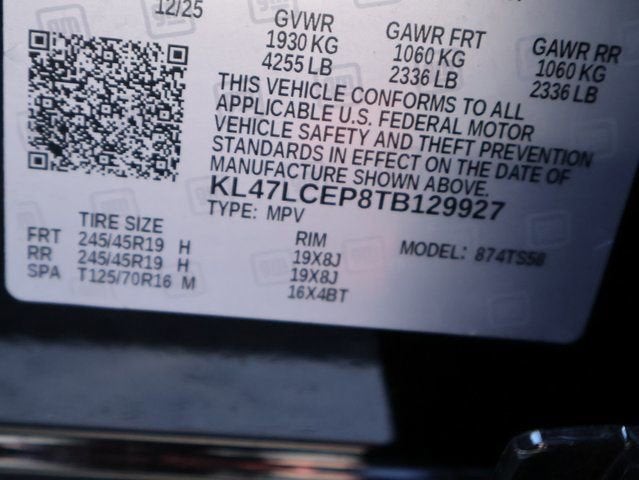 12/25
GVWR GAWR FRT GAWR RR
1930 KG 1060 KG 1060 KG
4255 LB 2336 LB 2336 LB
THIS VEHICLE CONFORMS TO ALL
APPLICABLE U.S. FEDERAL MOTOR
VEHICLE SAFETY AND THEFT PREVENTION
STANDARDS IN EFFECT ON THE DATE OF
MANUFACTURE SHOWN ABOVE.
KL47LCEP8TB129927
TYPE: MPV
TIRE SIZE RIM MODEL: 874TS58
FRT 245/45R19 H 19X8J
RR 245/45R19 H 19X8J
SPA T125/70R16 M 16X4BT